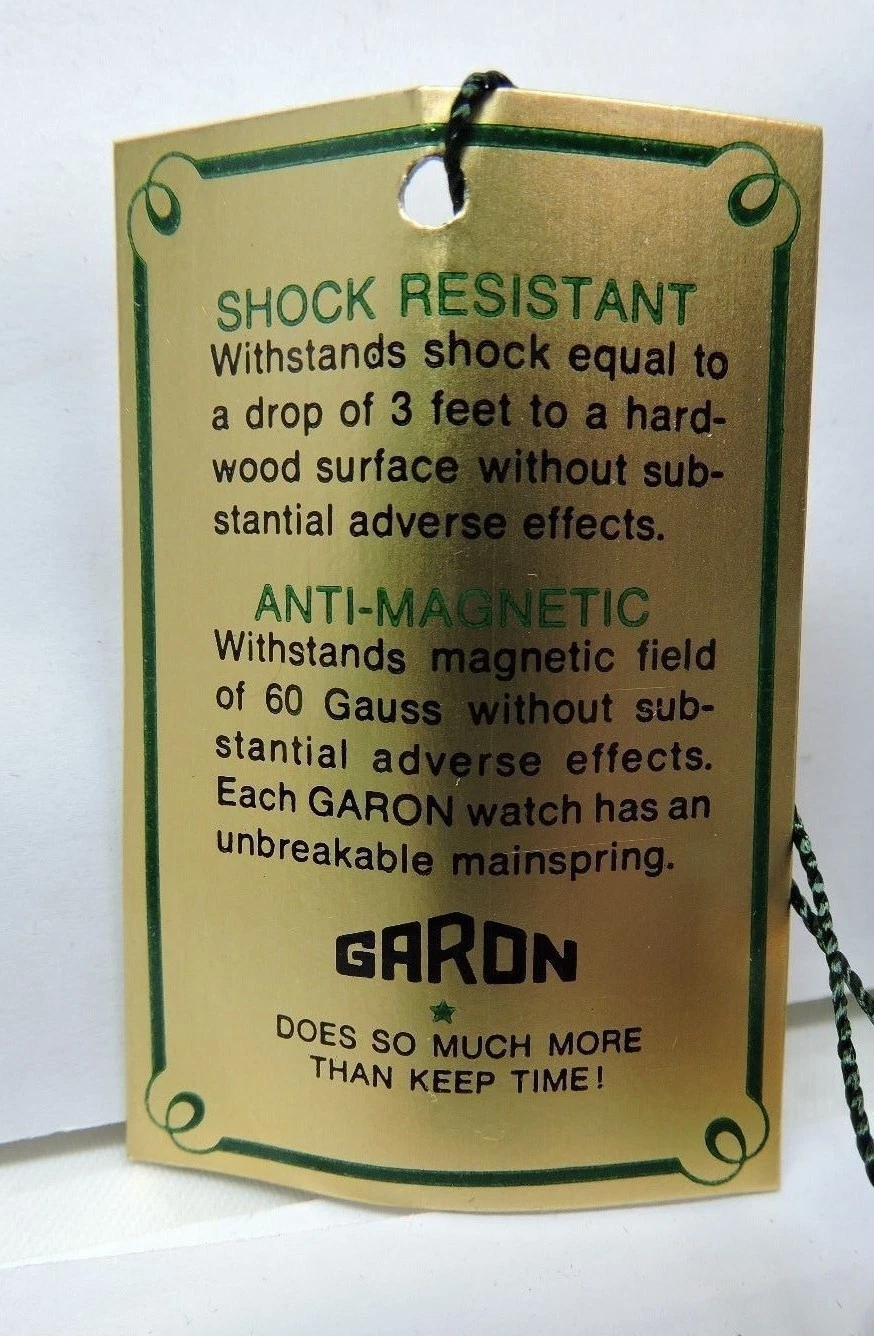 SHOCK RESISTANT
Withstands shock equal to
a drop of 3 feet to a hard-
wood surface without sub-
stantial adverse effects.
ANTI-MAGNETIC
Withstands magnetic field
of 60 Gauss without sub-
stantial adverse effects.
Each GARON watch has an
unbreakable mainspring.
GARON
DOES SO MUCH MORE
THAN KEEP TIME!